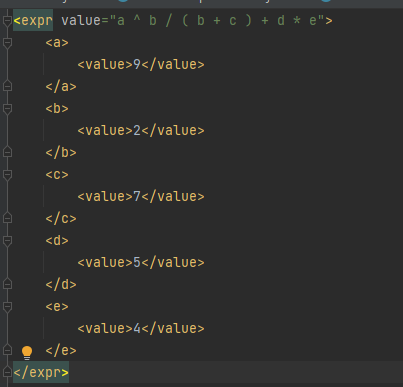 <expr value="a ^ b / ( b + c ) + d * e">
    <a>
        <value>9</value>
    </a>
    <b>
        <value>2</value>
    </b>
    <c>
        <value>7</value>
    </c>
    <d>
        <value>5</value>
    </d>
    <e>
        <value>4</value>
    </e>
</expr>